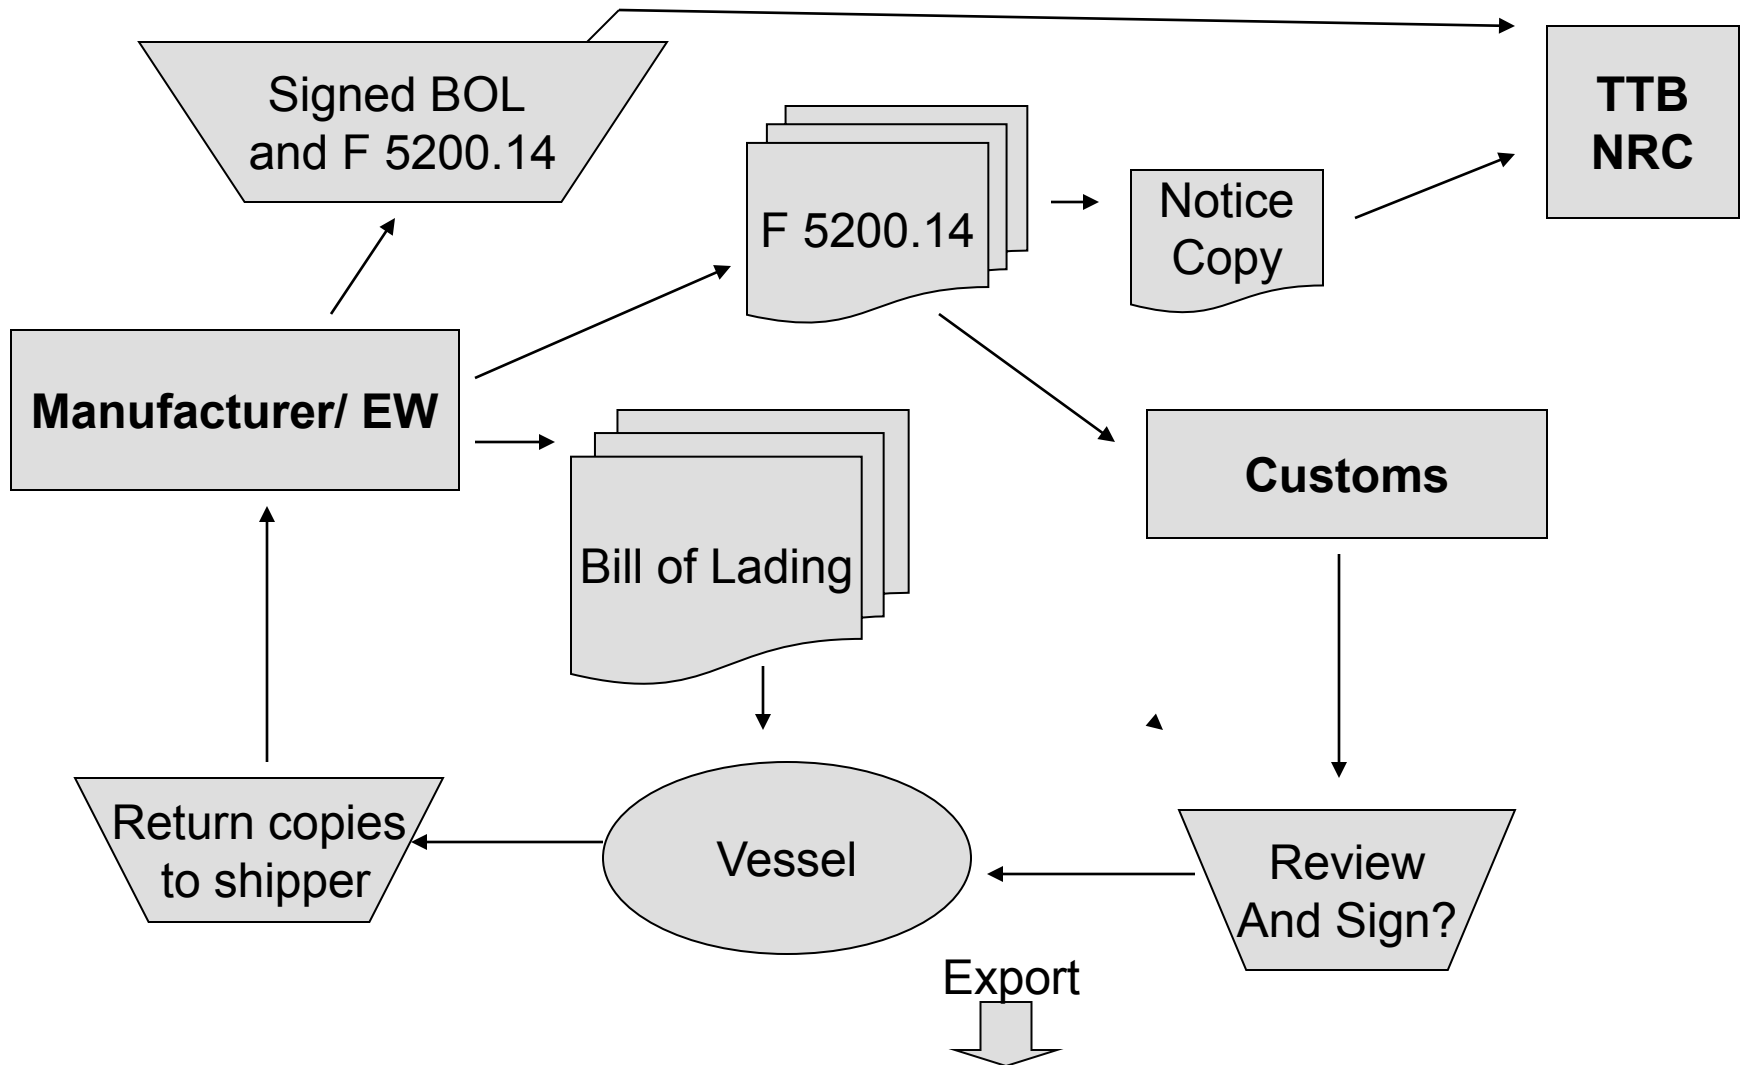 Signed BOL
and F 5200.14
TTB
NRC
F 5200.14
Notice
Copy
Manufacturer/ EW
Customs
Bill of Lading
Return copies
to shipper
Vessel
Review
And Sign?
Export